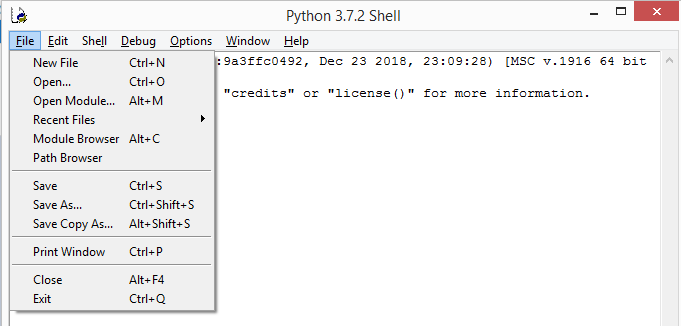 Python 3.7.2 Shell
File Edit Shell Debug Options Window Help
:9a3ffc0492, Dec 23 2018, 23:09:28) [MSC v.1916 64 bit
"credits" or "license()" for more information.
New File Ctrl+N
Open... Ctrl+O
Open Module... Alt+M
Recent Files
Module Browser Alt+C
Path Browser
Save Ctrl+S
Save As... Ctrl+Shift+S
Save Copy As... Alt+Shift+S
Print Window Ctrl+P
Close Alt+F4
Exit Ctrl+Q